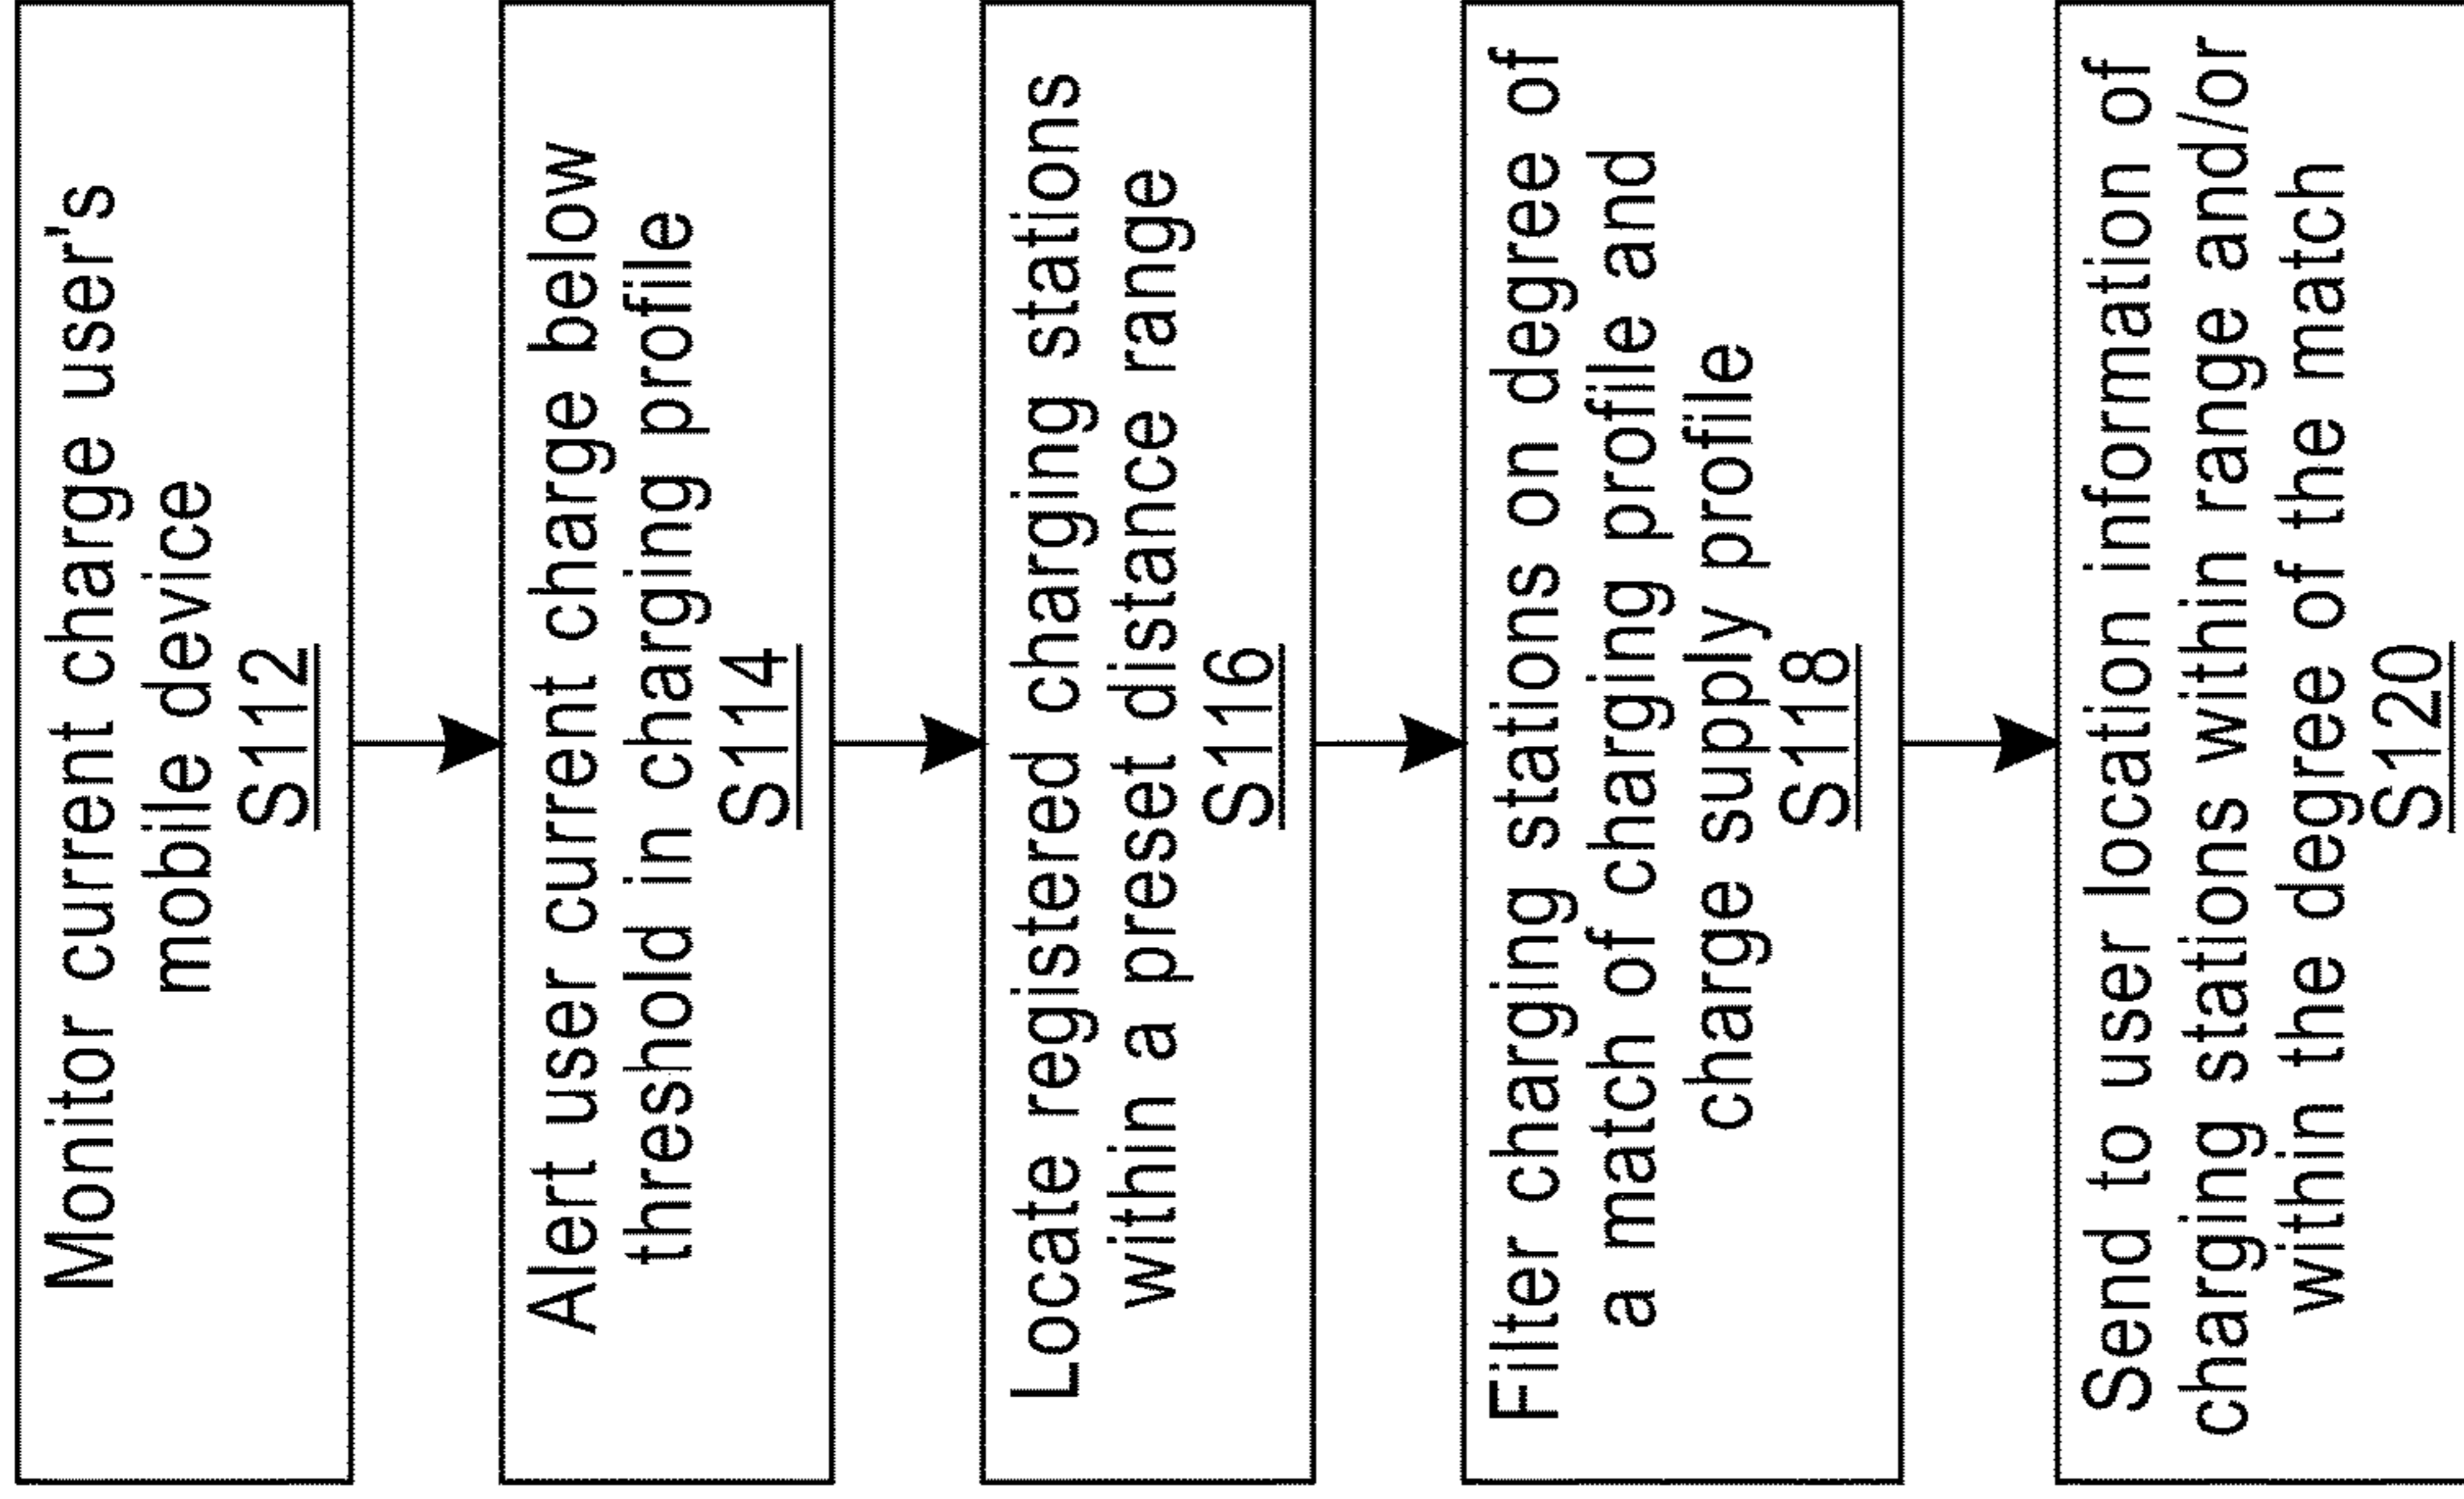 Monitor current charge user's
mobile device
S112
Alert user current charge below
threshold in charging profile
S114
Locate registered charging stations
within a preset distance range
S116
Filter charging stations on degree of
a match of charging profile and
charge supply profile
S118
Send to user location information of
charging stations within range and/or
within the degree of the match
S120